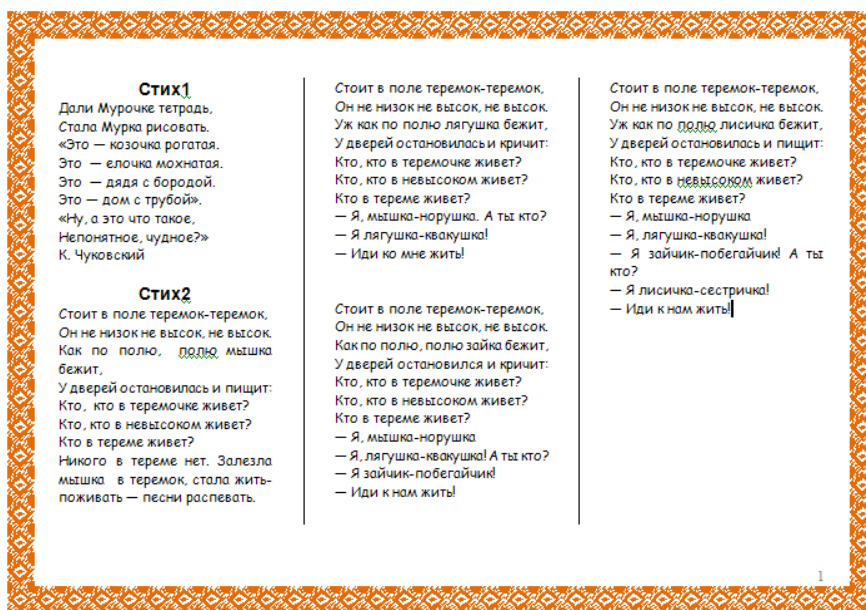 Стих1
Дали Мурочке тетрадь,
Стала Мурка рисовать.
«Это — козочка рогатая.
Это — елочка мохнатая.
Это — дядя с бородой.
Это — дом с трубой».
«Ну, а это что такое,
Непонятное, чудное?»
К. Чуковский
Стих2
Стоит в поле теремок-теремок,
Он не низок не высок, не высок.
Как по полю, полю мышка
бежит,
У дверей остановилась и пищит:
Кто, кто в теремочке живет?
Кто, кто в невысоком живет?
Кто в тереме живет?
Никого в тереме нет. Залезла
мышка в теремок, стала жить-
поживать — песни распевать.
Стоит в поле теремок-теремок,
Он не низок не высок, не высок.
Уж как по полю лягушка бежит,
У дверей остановилась и кричит:
Кто, кто в теремочке живет?
Кто, кто в невысоком живет?
Кто в тереме живет?
— Я, мышка-норушка. А ты кто?
— Я лягушка-квакушка!
— Иди ко мне жить!
Стоит в поле теремок-теремок,
Он не низок не высок, не высок.
Как по полю, полю зайка бежит,
У дверей остановился и кричит:
Кто, кто в теремочке живет?
Кто, кто в невысоком живет?
Кто в тереме живет?
— Я, мышка-норушка
— Я, лягушка-квакушка! А ты кто?
— Я зайчик-побегайчик!
— Иди к нам жить!
Стоит в поле теремок-теремок,
Он не низок не высок, не высок.
Уж как по полю лисичка бежит,
У дверей остановилась и пищит:
Кто, кто в теремочке живет?
Кто, кто в невысоком живет?
Кто в тереме живет?
— Я, мышка-норушка
— Я, лягушка-квакушка!
— Я зайчик-побегайчик! А ты
кто?
— Я лисичка-сестричка!
— Иди к нам жить!
1